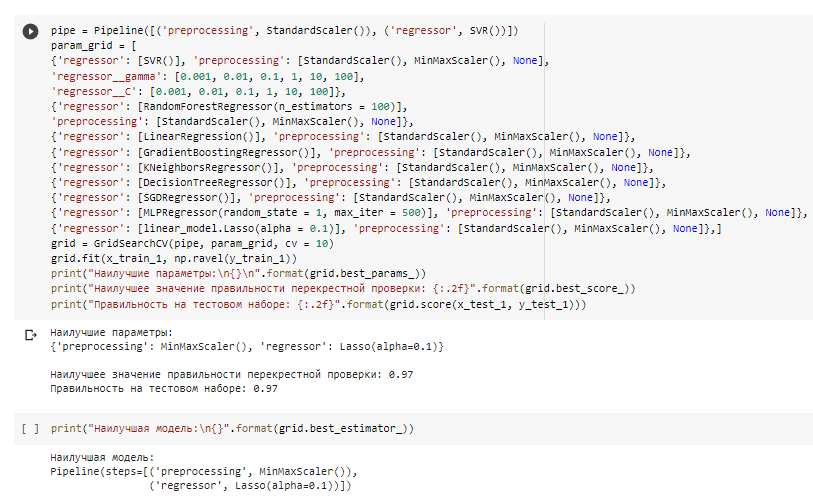 pipe = Pipeline([('preprocessing', StandardScaler()), ('regressor', SVR())])
param_grid = [
{'regressor': [SVR()], 'preprocessing': [StandardScaler(), MinMaxScaler(), None],
'regressor__gamma': [0.001, 0.01, 0.1, 1, 10, 100],
'regressor__C': [0.001, 0.01, 0.1, 1, 10, 100]},
{'regressor': [RandomForestRegressor(n_estimators = 100)],
'preprocessing': [StandardScaler(), MinMaxScaler(), None]},
{'regressor': [LinearRegression()], 'preprocessing': [StandardScaler(), MinMaxScaler(), None]},
{'regressor': [GradientBoostingRegressor()], 'preprocessing': [StandardScaler(), MinMaxScaler(), None]},
{'regressor': [KNeighborsRegressor()], 'preprocessing': [StandardScaler(), MinMaxScaler(), None]},
{'regressor': [DecisionTreeRegressor()], 'preprocessing': [StandardScaler(), MinMaxScaler(), None]},
{'regressor': [SGDRegressor()], 'preprocessing': [StandardScaler(), MinMaxScaler(), None]},
{'regressor': [MLPRegressor(random_state = 1, max_iter = 500)], 'preprocessing': [StandardScaler(), MinMaxScaler(), None]},
{'regressor': [linear_model.Lasso(alpha = 0.1)], 'preprocessing': [StandardScaler(), MinMaxScaler(), None]},]
grid = GridSearchCV(pipe, param_grid, cv = 10)
grid.fit(x_train_1, np.ravel(y_train_1))
print("Наилучшие параметры:\n{}\n".format(grid.best_params_))
print("Наилучшее значение правильности перекрестной проверки: {:.2f}".format(grid.best_score_))
print("Правильность на тестовом наборе: {:.2f}".format(grid.score(x_test_1, y_test_1)))
Наилучшие параметры:
{'preprocessing': MinMaxScaler(), 'regressor': Lasso(alpha=0.1)}
Наилучшее значение правильности перекрестной проверки: 0.97
Правильность на тестовом наборе: 0.97
[ ] print("Наилучшая модель:\n{}".format(grid.best_estimator_))
Наилучшая модель:
Pipeline(steps=[('preprocessing', MinMaxScaler()),
('regressor', Lasso(alpha=0.1))])